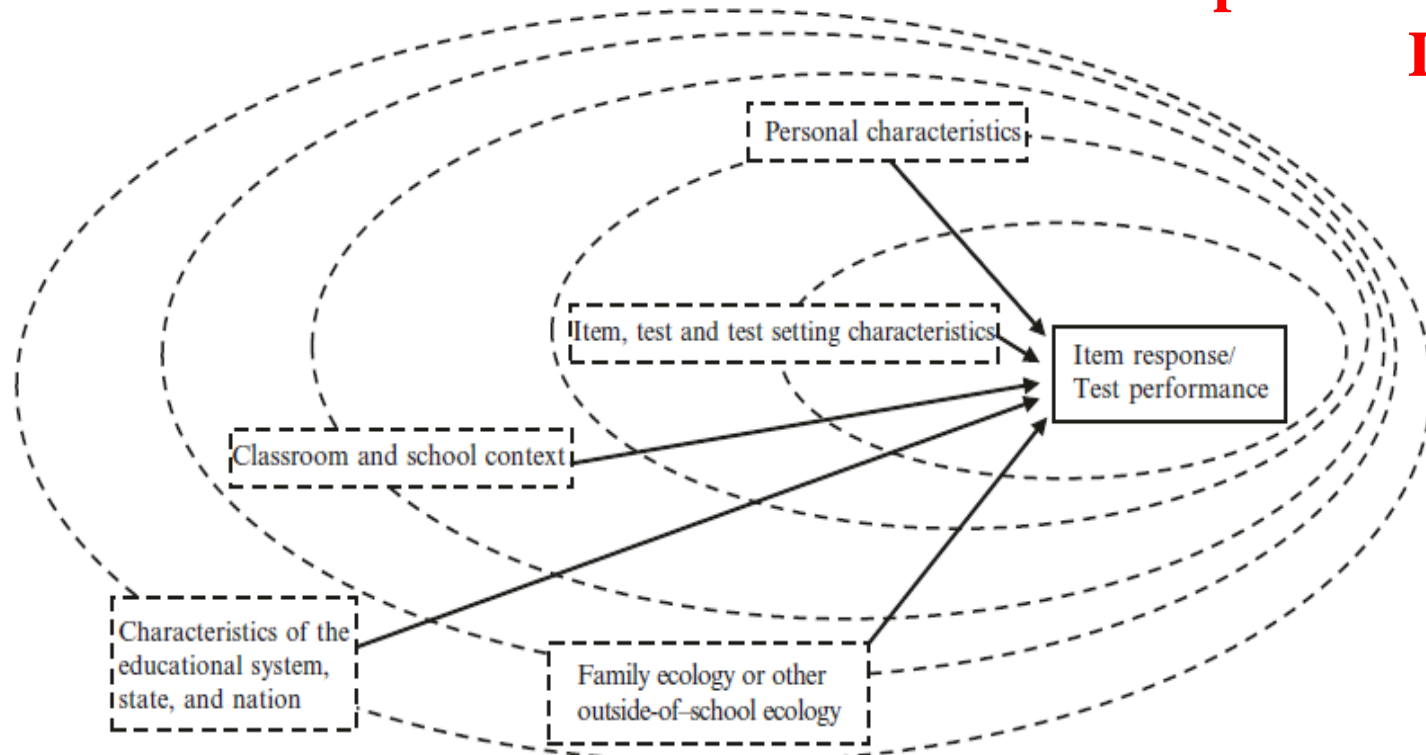 Personal characteristics
Item, test and test setting characteristics
Item response/
Test performance
Classroom and school context
Characteristics of the
educational system,
state, and nation
Family ecology or other
outside-of–school ecology